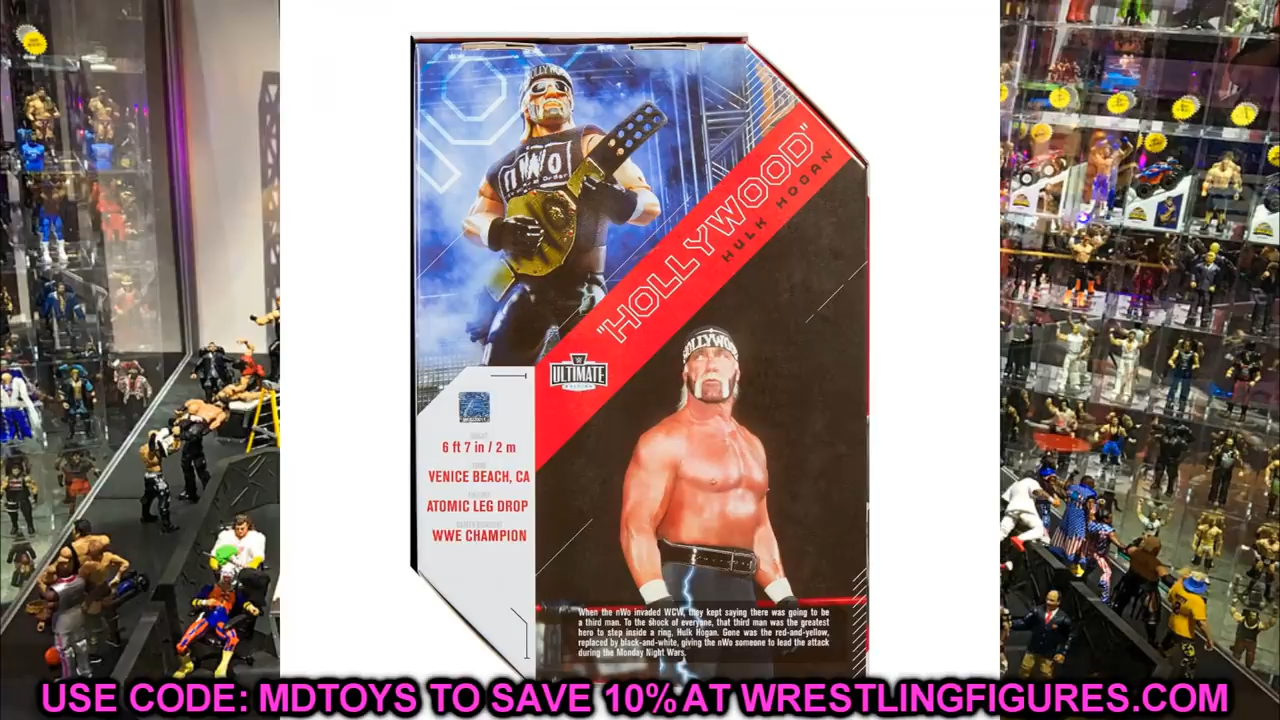 HOLLYWOOD
nWo
"HOLLYWOOD"
HULK HOGAN
ULTIMATE
HOLLYWOOD
6 ft 7 in / 2 m
VENICE BEACH, CA
ATOMIC LEG DROP
WWE CHAMPION
When the nWo invaded WCW, they kept saying there was going to be
a third man. To the shock of everyone, that third man was the greatest
hero to step inside a ring, Hulk Hogan. Gone was the red-and-yellow,
replaced by black-and-white, giving the nWo someone to lead the attack
during the Monday Night Wars.
USE CODE: MDTOYS TO SAVE 10% AT WRESTLINGFIGURES.COM